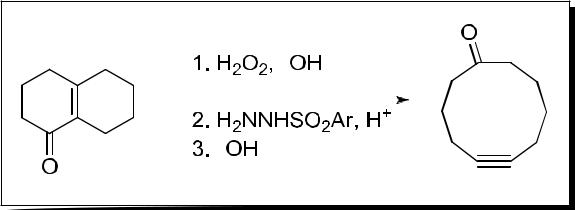 O
1. H₂O₂, OH
2. H₂NNHSO₂Ar, H⁺
3. OH
O